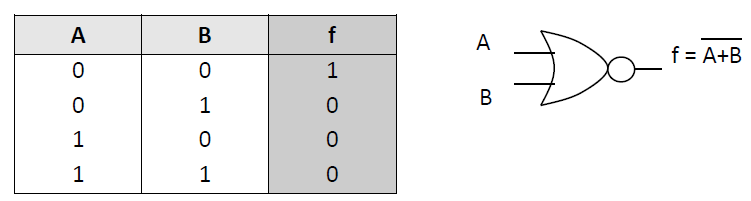 A B f
0 0 1
0 1 0
1 0 0
1 1 0
A
B
f = A̅+̅B̅